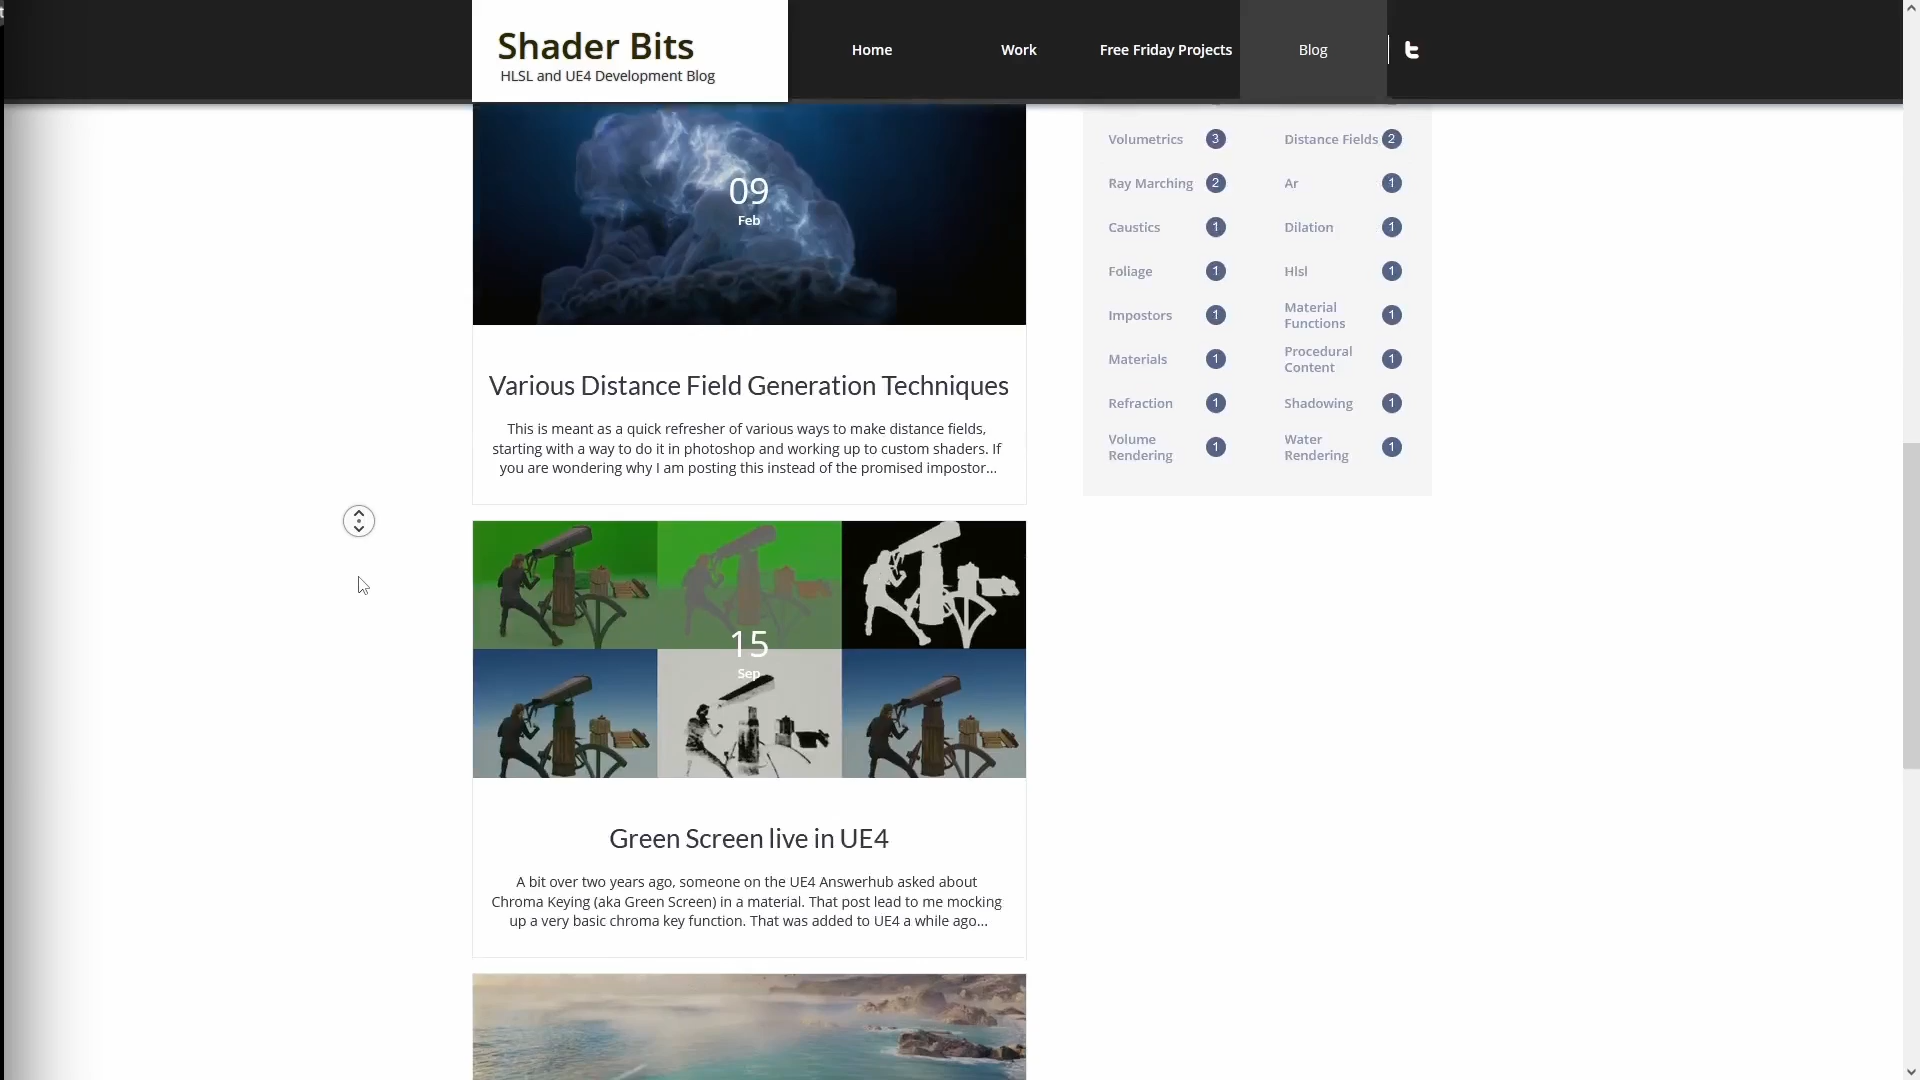 Shader Bits
HLSL and UE4 Development Blog
Home
Work
Free Friday Projects
Blog
09
Feb
Various Distance Field Generation Techniques
This is meant as a quick refresher of various ways to make distance fields,
starting with a way to do it in photoshop and working up to custom shaders. If
you are wondering why I am posting this instead of the promised impostor...
15
Sep
Green Screen live in UE4
A bit over two years ago, someone on the UE4 Answerhub asked about
Chroma Keying (aka Green Screen) in a material. That post lead to me mocking
up a very basic chroma key function. That was added to UE4 a while ago...
Volumetrics 3
Distance Fields 2
Ray Marching 2
Ar 1
Caustics 1
Dilation 1
Foliage 1
Hlsl 1
Impostors 1
Material
Functions 1
Materials 1
Procedural
Content 1
Refraction 1
Shadowing 1
Volume
Rendering 1
Water
Rendering 1